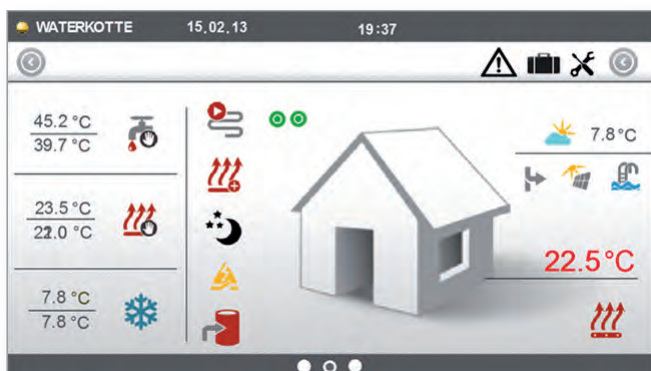 WATERKOTTE 15.02.13 19:37
45.2 °C
39.7 °C
7.8 °C
23.5 °C
22.0 °C
22.5 °C
7.8 °C
7.8 °C